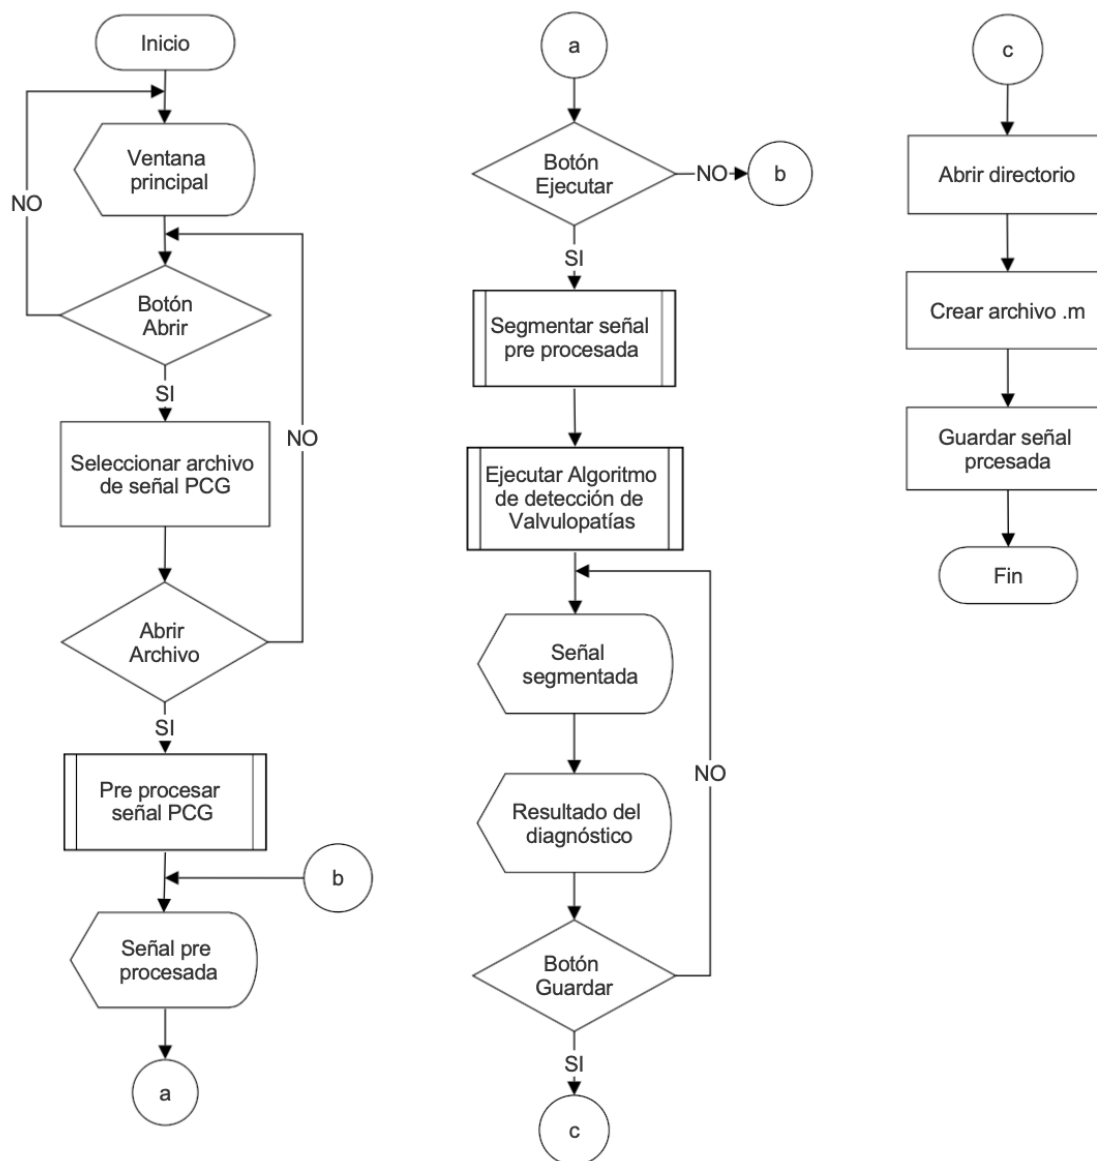 Inicio
Ventana
principal
NO
Botón
Abrir
SI
Seleccionar archivo
de señal PCG
NO
Abrir
Archivo
SI
Pre procesar
señal PCG
b
Señal pre
procesada
a
a
Botón
Ejecutar
NO
b
SI
Segmentar señal
pre procesada
Ejecutar Algoritmo
de detección de
Valvulopatías
Señal
segmentada
NO
Resultado del
diagnóstico
Botón
Guardar
SI
c
c
Abrir directorio
Crear archivo .m
Guardar señal
prcesada
Fin